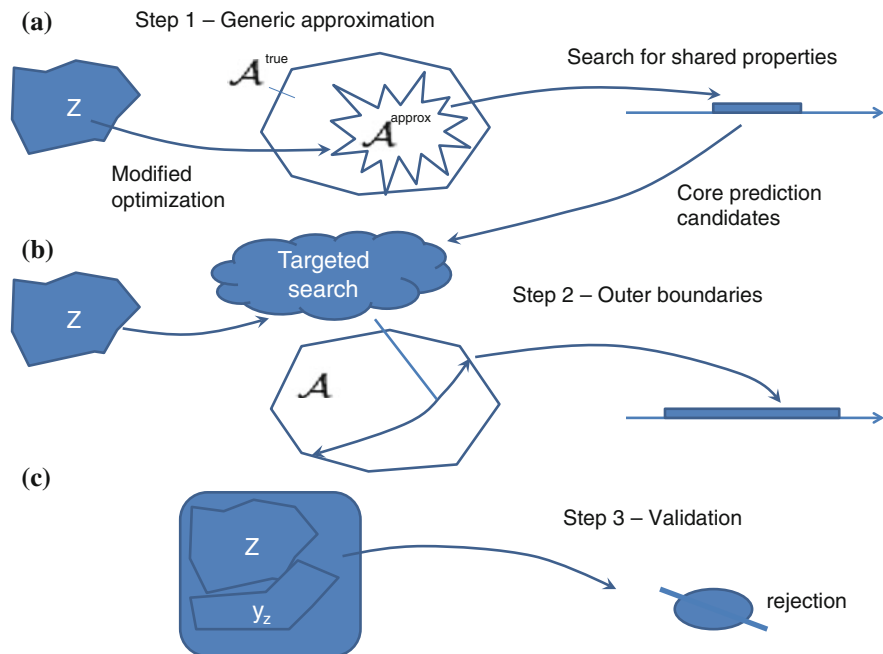 (a)
Step 1 – Generic approximation
Z
𝒜 true
𝒜 approx
Search for shared properties
Modified
optimization
Core prediction
candidates
(b)
Targeted
search
Z
Step 2 – Outer boundaries
𝒜
(c)
Z
y_z
Step 3 – Validation
rejection